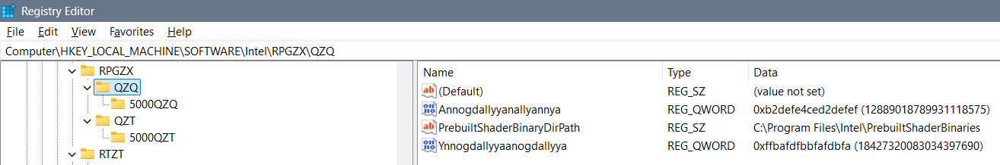 Registry Editor
File Edit View Favorites Help
Computer\HKEY_LOCAL_MACHINE\SOFTWARE\Intel\RPGZX\QZQ
RPGZX
QZQ
5000QZQ
QZT
5000QZT
RTZT
Name Type Data
(Default) REG_SZ (value not set)
Annogdallyyanallyannya REG_QWORD 0xb2defe4ced2defef (12889018789931118575)
PrebuiltShaderBinaryDirPath REG_SZ C:\Program Files\Intel\PrebuiltShaderBinaries
Ynnogdallyyaanogdallyya REG_QWORD 0xffbafdfbbfafdbfa (18427320083034397690)